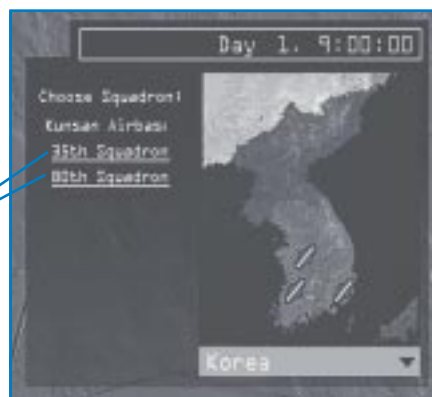 Day 1, 9:00:00
Choose Squadron:
Kunsan Airbase
35th Squadron
80th Squadron
Korea